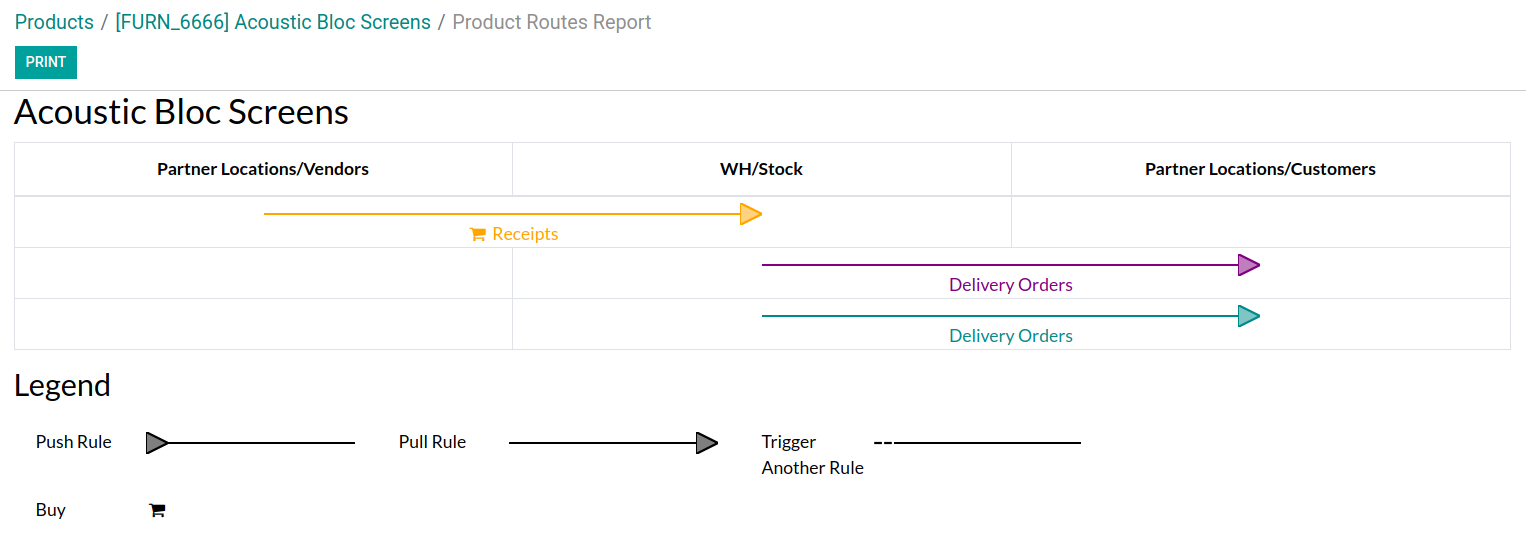 Products / [FURN_6666] Acoustic Bloc Screens / Product Routes Report
PRINT
Acoustic Bloc Screens
Partner Locations/Vendors WH/Stock Partner Locations/Customers
Receipts
Delivery Orders
Delivery Orders
Legend
Push Rule Pull Rule Trigger
Another Rule
Buy